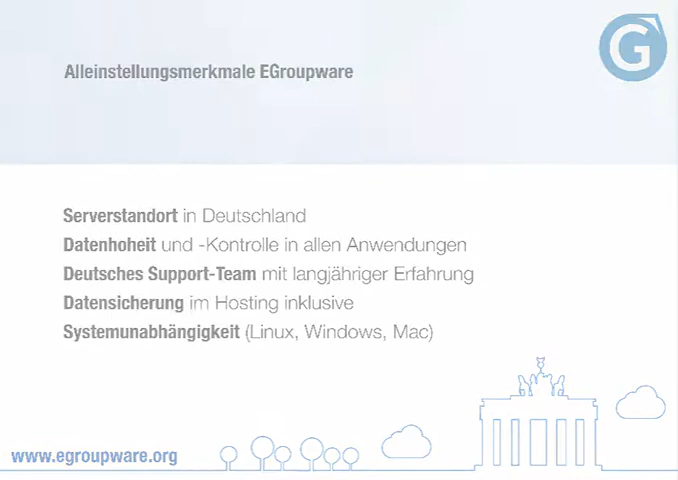 G
Alleinstellungsmerkmale EGroupware
Serverstandort in Deutschland
Datenhoheit und -Kontrolle in allen Anwendungen
Deutsches Support-Team mit langjähriger Erfahrung
Datensicherung im Hosting inklusive
Systemunabhängigkeit (Linux, Windows, Mac)
www.egroupware.org